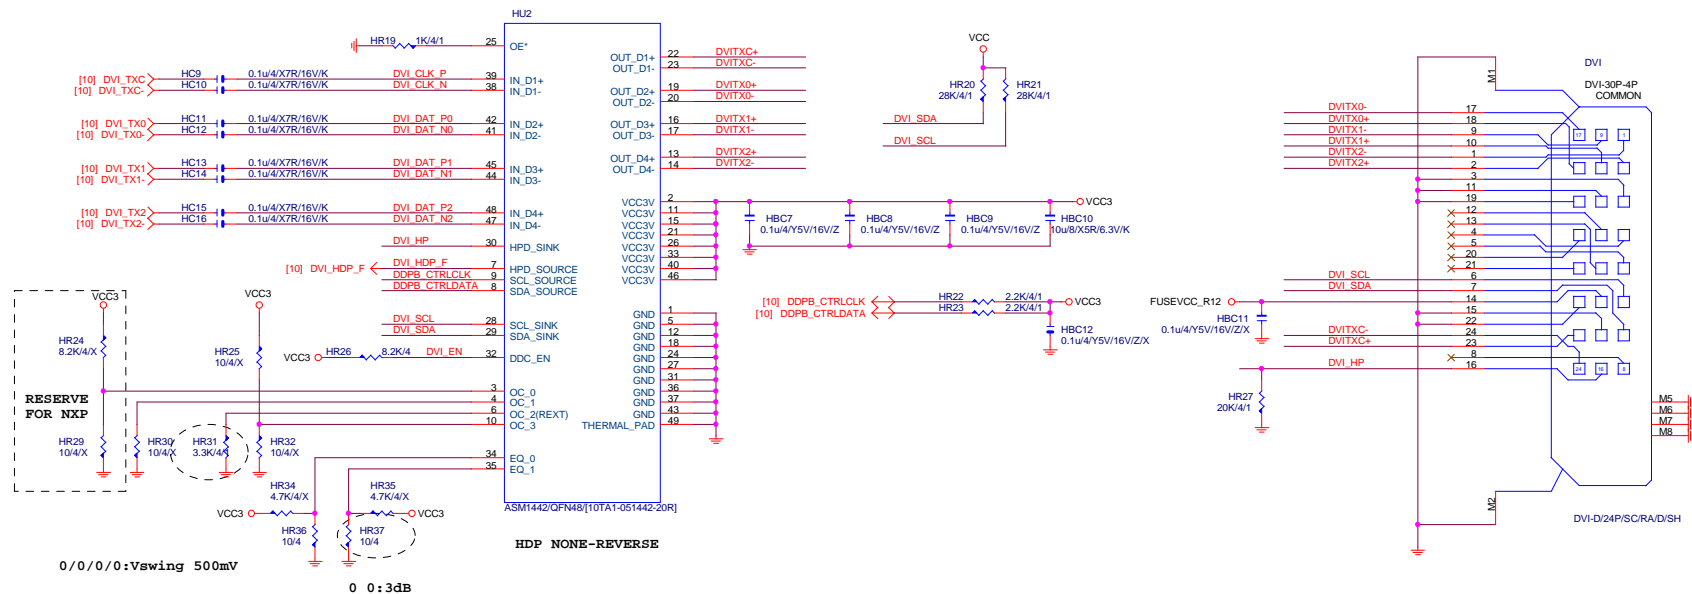 HU2
HR19 1K/4/1 25 OE*
[10] DVI_TXC HC9 0.1u/4/X7R/16V/K DVI_CLK_P 39 IN_D1+
[10] DVI_TXC- HC10 0.1u/4/X7R/16V/K DVI_CLK_N 38 IN_D1-
[10] DVI_TX0 HC11 0.1u/4/X7R/16V/K DVI_DAT_P0 42 IN_D2+
[10] DVI_TX0- HC12 0.1u/4/X7R/16V/K DVI_DAT_N0 41 IN_D2-
[10] DVI_TX1 HC13 0.1u/4/X7R/16V/K DVI_DAT_P1 45 IN_D3+
[10] DVI_TX1- HC14 0.1u/4/X7R/16V/K DVI_DAT_N1 44 IN_D3-
[10] DVI_TX2 HC15 0.1u/4/X7R/16V/K DVI_DAT_P2 48 IN_D4+
[10] DVI_TX2- HC16 0.1u/4/X7R/16V/K DVI_DAT_N2 47 IN_D4-
DVI_HP 30 HPD_SINK
[10] DVI_HDP_F DVI_HDP_F 7 HPD_SOURCE
DDPB_CTRLCLK 9 SCL_SOURCE
DDPB_CTRLDATA 8 SDA_SOURCE
DVI_SCL 28 SCL_SINK
DVI_SDA 29 SDA_SINK
VCC3 HR26 8.2K/4 DVI_EN 32 DDC_EN
3 OC_0
4 OC_1
6 OC_2(REXT)
10 OC_3
34 EQ_0
35 EQ_1
VCC3
HR24
8.2K/4/X
RESERVE
FOR NXP
HR29
10/4/X
HR30
10/4/X
HR31
3.3K/4/1
VCC3
HR25
10/4/X
HR32
10/4/X
HR34
4.7K/4/X
VCC3
HR36
10/4
HR35
4.7K/4/X
VCC3
HR37
10/4
0/0/0/0:Vswing 500mV
0 0:3dB
OUT_D1+ 22 DVITXC+
OUT_D1- 23 DVITXC-
OUT_D2+ 19 DVITX0+
OUT_D2- 20 DVITX0-
OUT_D3+ 16 DVITX1+
OUT_D3- 17 DVITX1-
OUT_D4+ 13 DVITX2+
OUT_D4- 14 DVITX2-
VCC3V 2
VCC3V 11
VCC3V 15
VCC3V 21
VCC3V 26
VCC3V 33
VCC3V 40
VCC3V 46
GND 1
GND 5
GND 12
GND 18
GND 24
GND 27
GND 31
GND 36
GND 37
GND 43
THERMAL_PAD 49
ASM1442/QFN48/[10TA1-051442-20R]
HDP NONE-REVERSE
VCC
HR20
28K/4/1
HR21
28K/4/1
DVI_SDA
DVI_SCL
VCC3
HBC7
0.1u/4/Y5V/16V/Z
HBC8
0.1u/4/Y5V/16V/Z
HBC9
0.1u/4/Y5V/16V/Z
HBC10
10u/8/X5R/6.3V/K
[10] DDPB_CTRLCLK HR22 2.2K/4/1 VCC3
[10] DDPB_CTRLDATA HR23 2.2K/4/1
HBC12
0.1u/4/Y5V/16V/Z/X
DVI
DVI-30P-4P
COMMON
M1
DVITX0- 17
DVITX0+ 18
DVITX1- 9
DVITX1+ 10
DVITX2- 1
DVITX2+ 2
3
11
19
12
13
4
5
20
21
DVI_SCL 6
DVI_SDA 7
FUSEVCC_R12 14
15
22
DVITXC- 24
DVITXC+ 23
8
DVI_HP 16
HBC11
0.1u/4/Y5V/16V/Z/X
HR27
20K/4/1
17 9 1
24 16 8
M5
M6
M7
M8
M2
DVI-D/24P/SC/RA/D/SH